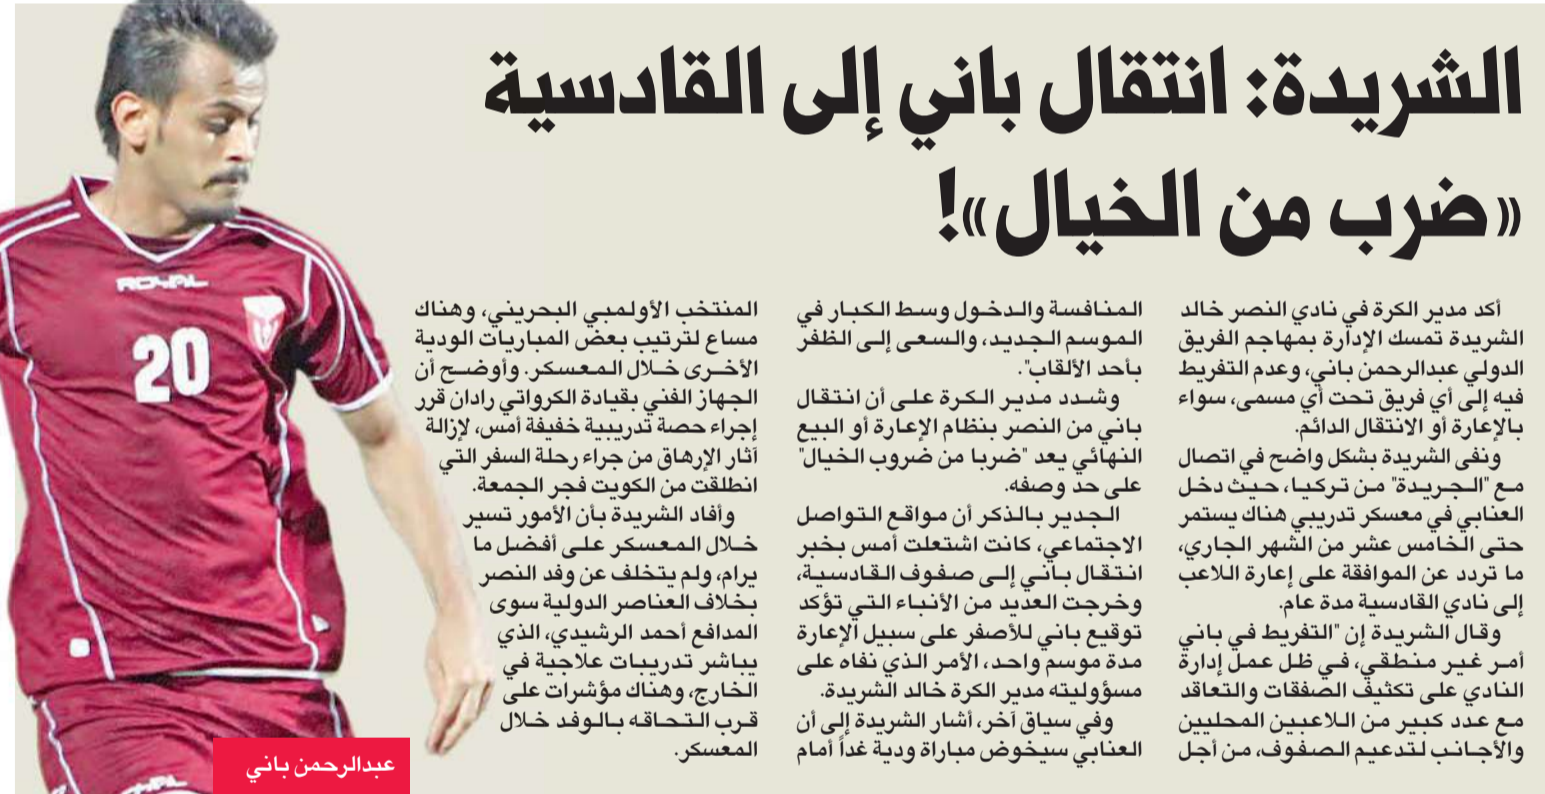 الشريدة: انتقال باني إلى القادسية
«ضرب من الخيال»!
أكد مدير الكرة في نادي النصر خالد
الشريدة تمسك الإدارة بمهاجم الفريق
الدولي عبدالرحمن باني، وعدم التفريط
فيه إلى أي فريق تحت أي مسمى، سواء
بالإعارة أو الانتقال الدائم.
ونفى الشريدة بشكل واضح في اتصال
مع "الجريدة" من تركيا، حيث دخل
العنابي في معسكر تدريبي هناك يستمر
حتى الخامس عشر من الشهر الجاري،
ما تردد عن الموافقة على إعارة اللاعب
إلى نادي القادسية مدة عام.
وقال الشريدة إن "التفريط في باني
أمر غير منطقي، في ظل عمل إدارة
النادي على تكثيف الصفقات والتعاقد
مع عدد كبير من اللاعبين المحليين
والأجانب لتدعيم الصفوف، من أجل
المنافسة والدخول وسط الكبار في
الموسم الجديد، والسعى إلى الظفر
بأحد الألقاب".
وشدد مدير الكرة على أن انتقال
باني من النصر بنظام الإعارة أو البيع
النهائي يعد "ضربا من ضروب الخيال"
على حد وصفه.
الجدير بالذكر أن مواقع التواصل
الاجتماعي، كانت اشتعلت أمس بخبر
انتقال باني إلى صفوف القادسية،
وخرجت العديد من الأنباء التي تؤكد
توقيع باني للأصفر على سبيل الإعارة
مدة موسم واحد، الأمر الذي نفاه على
مسؤوليته مدير الكرة خالد الشريدة.
وفي سياق آخر، أشار الشريدة إلى أن
العنابي سيخوض مباراة ودية غداً أمام
المنتخب الأولمبي البحريني، وهناك
مساع لترتيب بعض المباريات الودية
الأخرى خلال المعسكر. وأوضح أن
الجهاز الفني بقيادة الكرواتي رادان قرر
إجراء حصة تدريبية خفيفة أمس، لإزالة
آثار الإرهاق من جراء رحلة السفر التي
انطلقت من الكويت فجر الجمعة.
وأفاد الشريدة بأن الأمور تسير
خلال المعسكر على أفضل ما
يرام، ولم يتخلف عن وفد النصر
بخلاف العناصر الدولية سوى
المدافع أحمد الرشيدي، الذي
يباشر تدريبات علاجية في
الخارج، وهناك مؤشرات على
قرب التحاقه بالوفد خلال
المعسكر.
ROYAL
20
عبدالرحمن باني